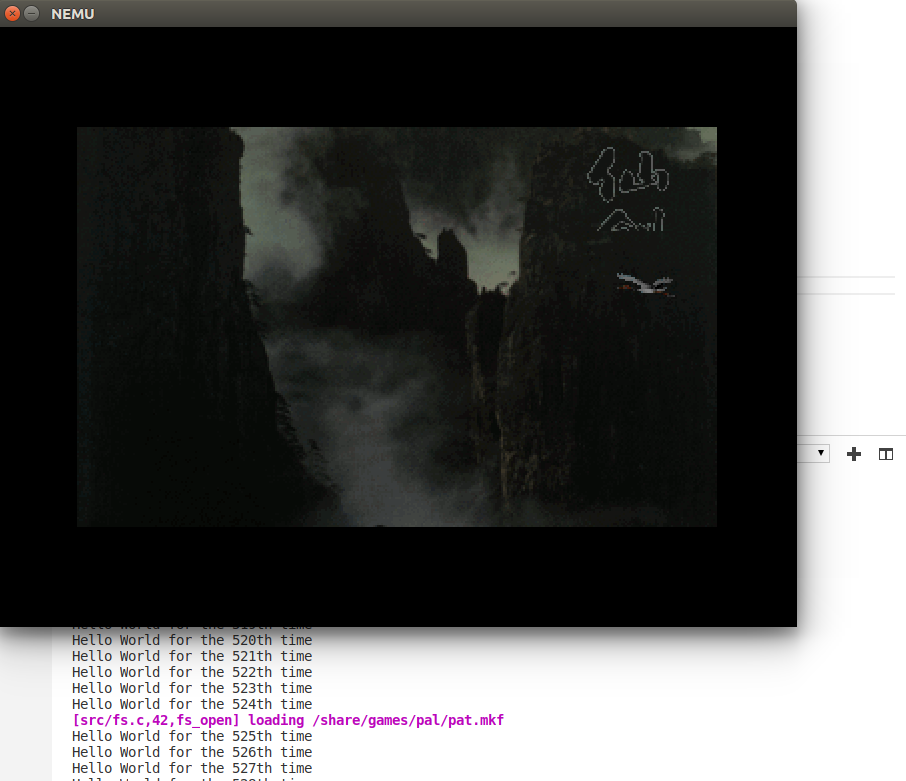 NEMU
Hello World for the 520th time
Hello World for the 521th time
Hello World for the 522th time
Hello World for the 523th time
Hello World for the 524th time
[src/fs.c,42,fs_open] loading /share/games/pal/pat.mkf
Hello World for the 525th time
Hello World for the 526th time
Hello World for the 527th time